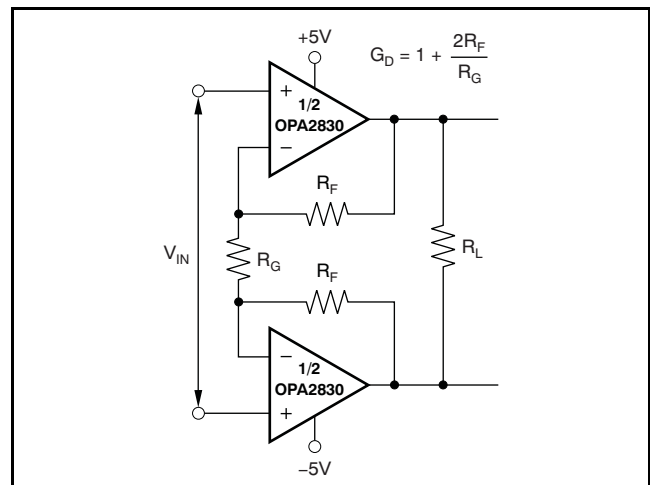 +5V
G_D = 1 + 2R_F / R_G
+
1/2
OPA2830
−
R_F
V_IN
R_G
R_F
R_L
−
1/2
OPA2830
+
−5V